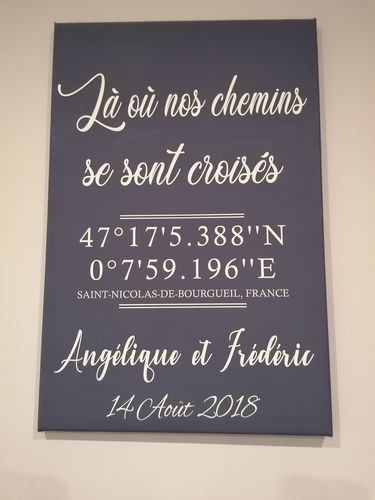 Là où nos chemins
se sont croisés
47°17'5.388''N
0°7'59.196''E
SAINT-NICOLAS-DE-BOURGUEIL, FRANCE
Angélique et Frédéric
14 Août 2018